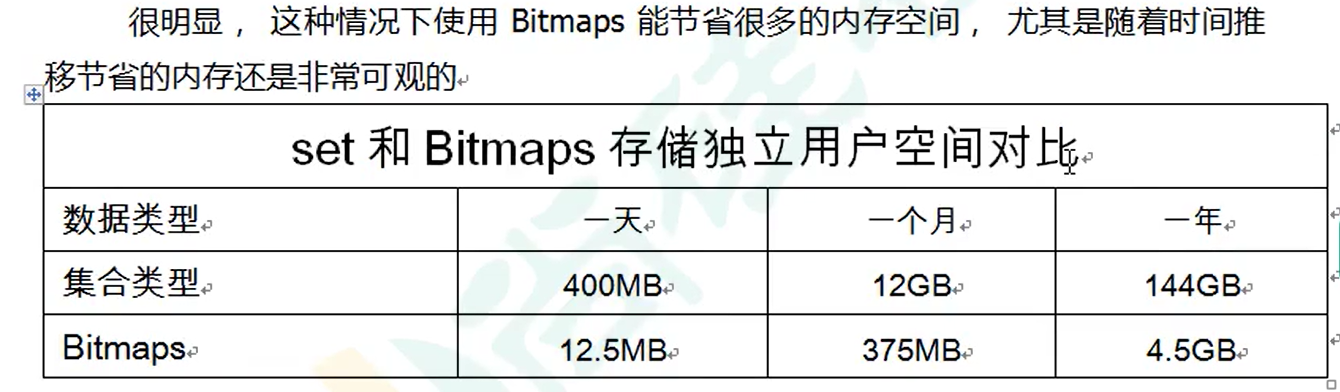 很明显， 这种情况下使用 Bitmaps 能节省很多的内存空间， 尤其是随着时间推
移节省的内存还是非常可观的
set 和 Bitmaps 存储独立用户空间对比
数据类型 一天 一个月 一年
集合类型 400MB 12GB 144GB
Bitmaps 12.5MB 375MB 4.5GB